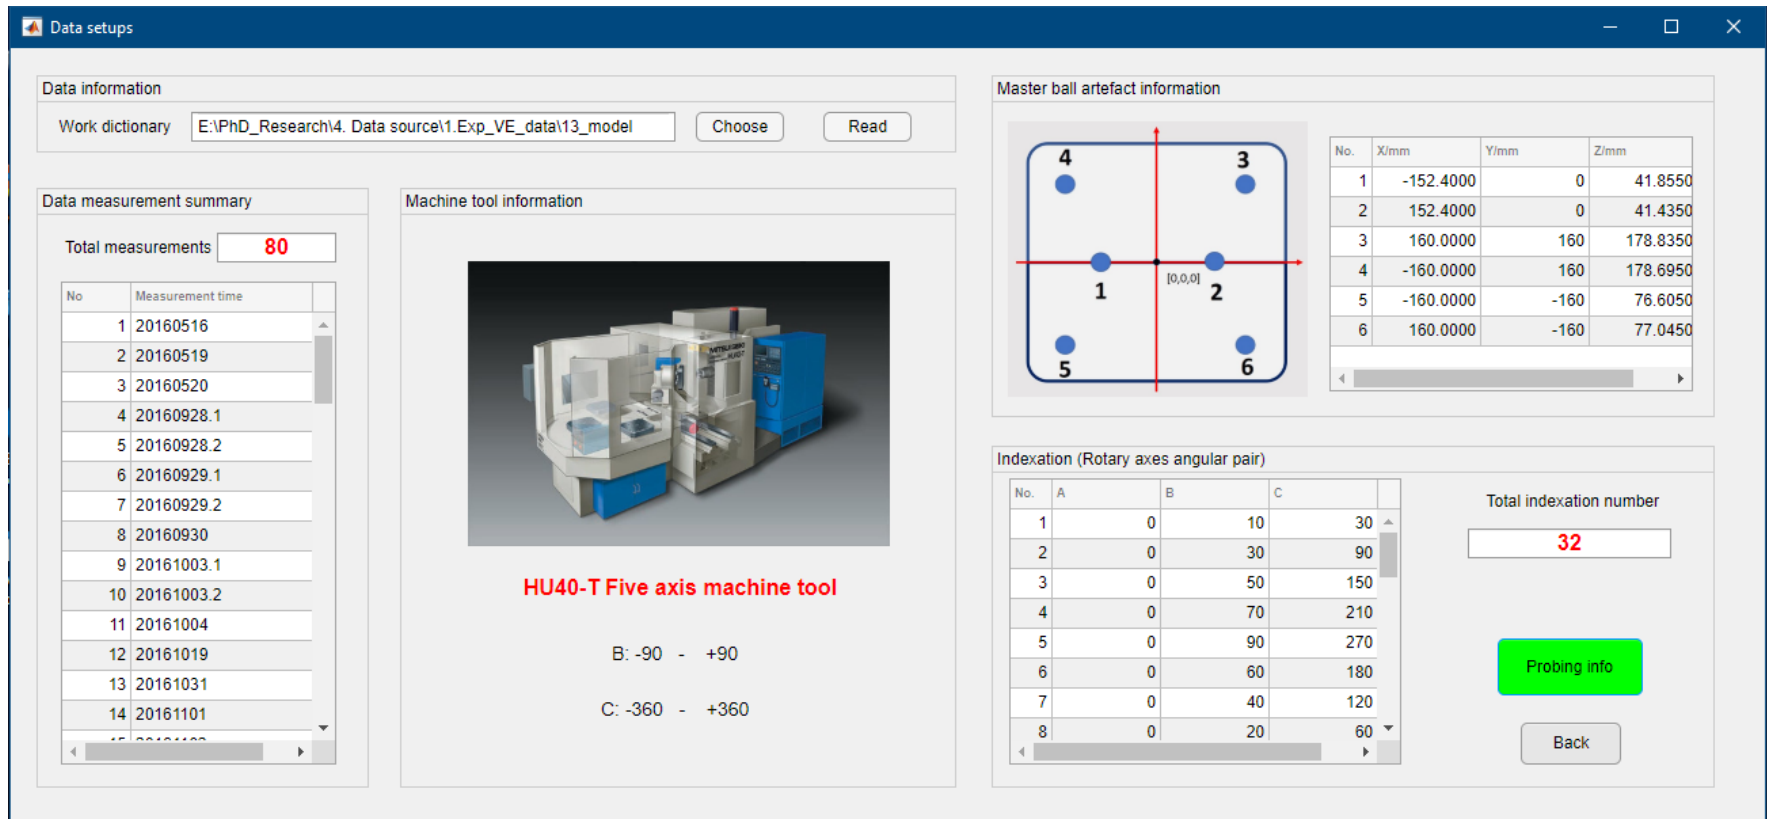 Data setups
Data information
Work dictionary E:\PhD_Research\4. Data source\1.Exp_VE_data\13_model Choose Read
Data measurement summary
Total measurements 80
No Measurement time
1 20160516
2 20160519
3 20160520
4 20160928.1
5 20160928.2
6 20160929.1
7 20160929.2
8 20160930
9 20161003.1
10 20161003.2
11 20161004
12 20161019
13 20161031
14 20161101
Machine tool information
HU40-T
HU40-T Five axis machine tool
B: -90 - +90
C: -360 - +360
Master ball artefact information
4 3
[0,0,0]
1 2
5 6
No. X/mm Y/mm Z/mm
1 -152.4000 0 41.8550
2 152.4000 0 41.4350
3 160.0000 160 178.8350
4 -160.0000 160 178.6950
5 -160.0000 -160 76.6050
6 160.0000 -160 77.0450
Indexation (Rotary axes angular pair)
No. A B C
1 0 10 30
2 0 30 90
3 0 50 150
4 0 70 210
5 0 90 270
6 0 60 180
7 0 40 120
8 0 20 60
Total indexation number
32
Probing info
Back